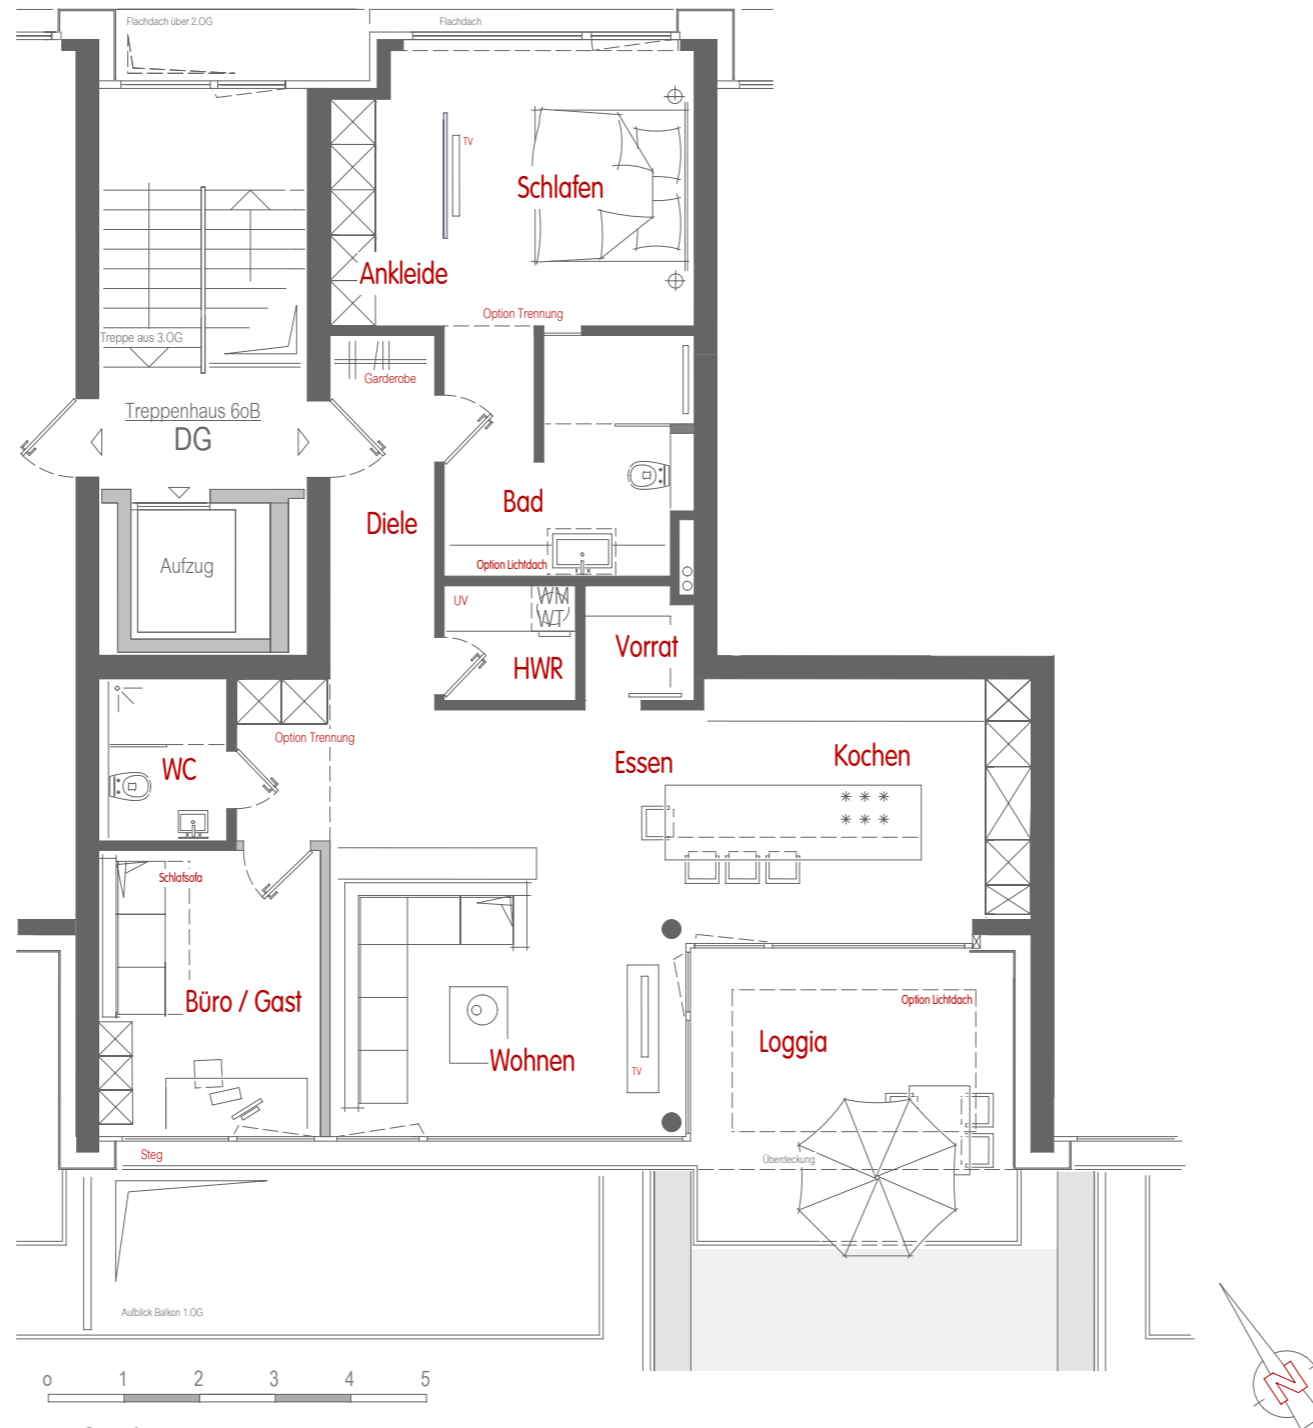 Flachdach über 2.OG
Flachdach
TV
Schlafen
Ankleide
Option Trennung
Treppe aus 3.OG
Garderobe
Treppenhaus 60B
DG
Bad
Diele
Aufzug
Option Lichtdach
UV
WM
WT
Vorrat
HWR
Option Trennung
WC
Essen
Kochen
Schlafsofa
Büro / Gast
Option Lichtdach
Loggia
Wohnen
TV
Steg
Überdeckung
Aufblick Balkon 1.OG
0 1 2 3 4 5
N